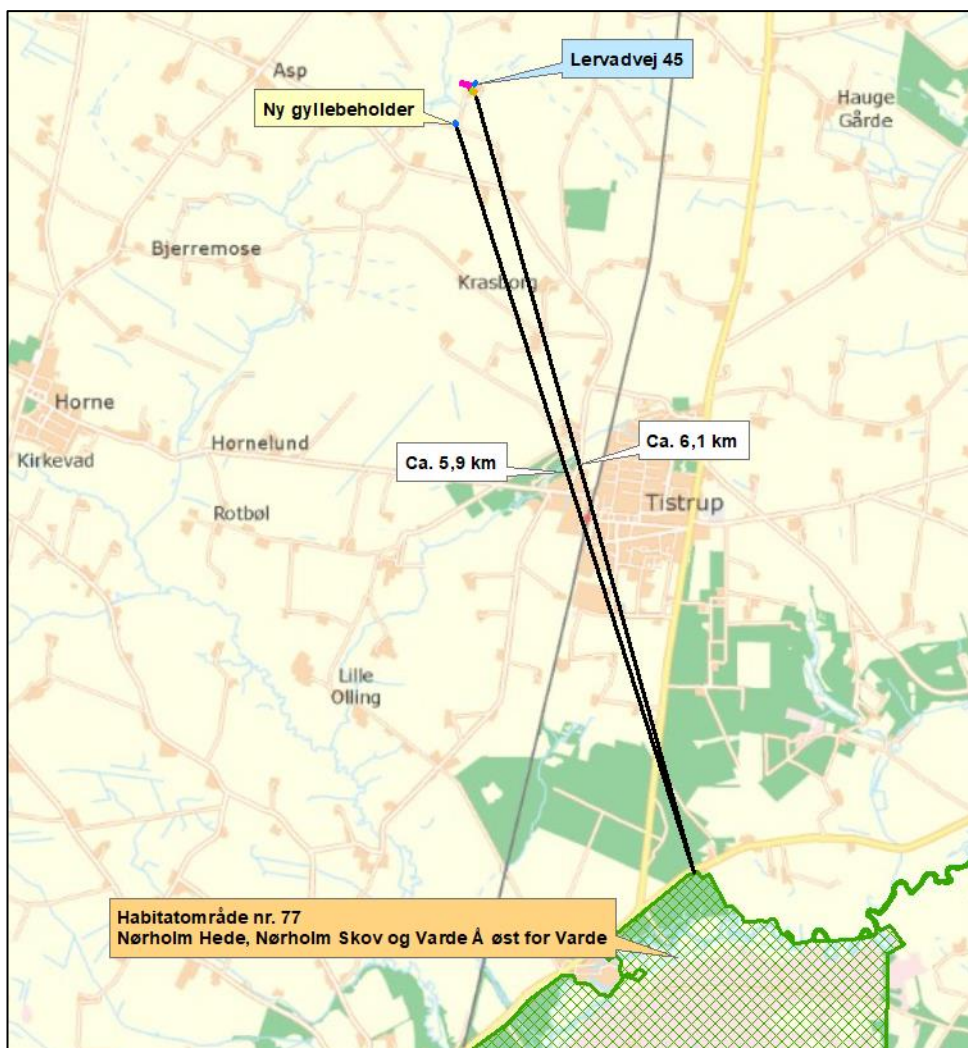 Asp
Lervadvej 45
Hauge
Gårde
Ny gyllebeholder
Bjerremose
Krasborg
Horne
Kirkevad
Hornelund
Ca. 5,9 km
Ca. 6,1 km
Rotbøl
Tistrup
Lille
Olling
Habitatområde nr. 77
Nørholm Hede, Nørholm Skov og Varde Å øst for Varde